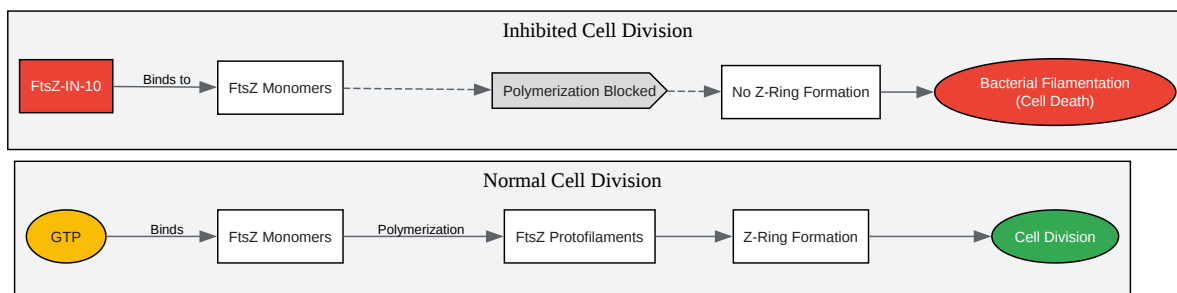 Inhibited Cell Division
FtsZ-IN-10
Binds to
FtsZ Monomers
Polymerization Blocked
No Z-Ring Formation
Bacterial Filamentation
(Cell Death)
Normal Cell Division
GTP
Binds
FtsZ Monomers
Polymerization
FtsZ Protofilaments
Z-Ring Formation
Cell Division